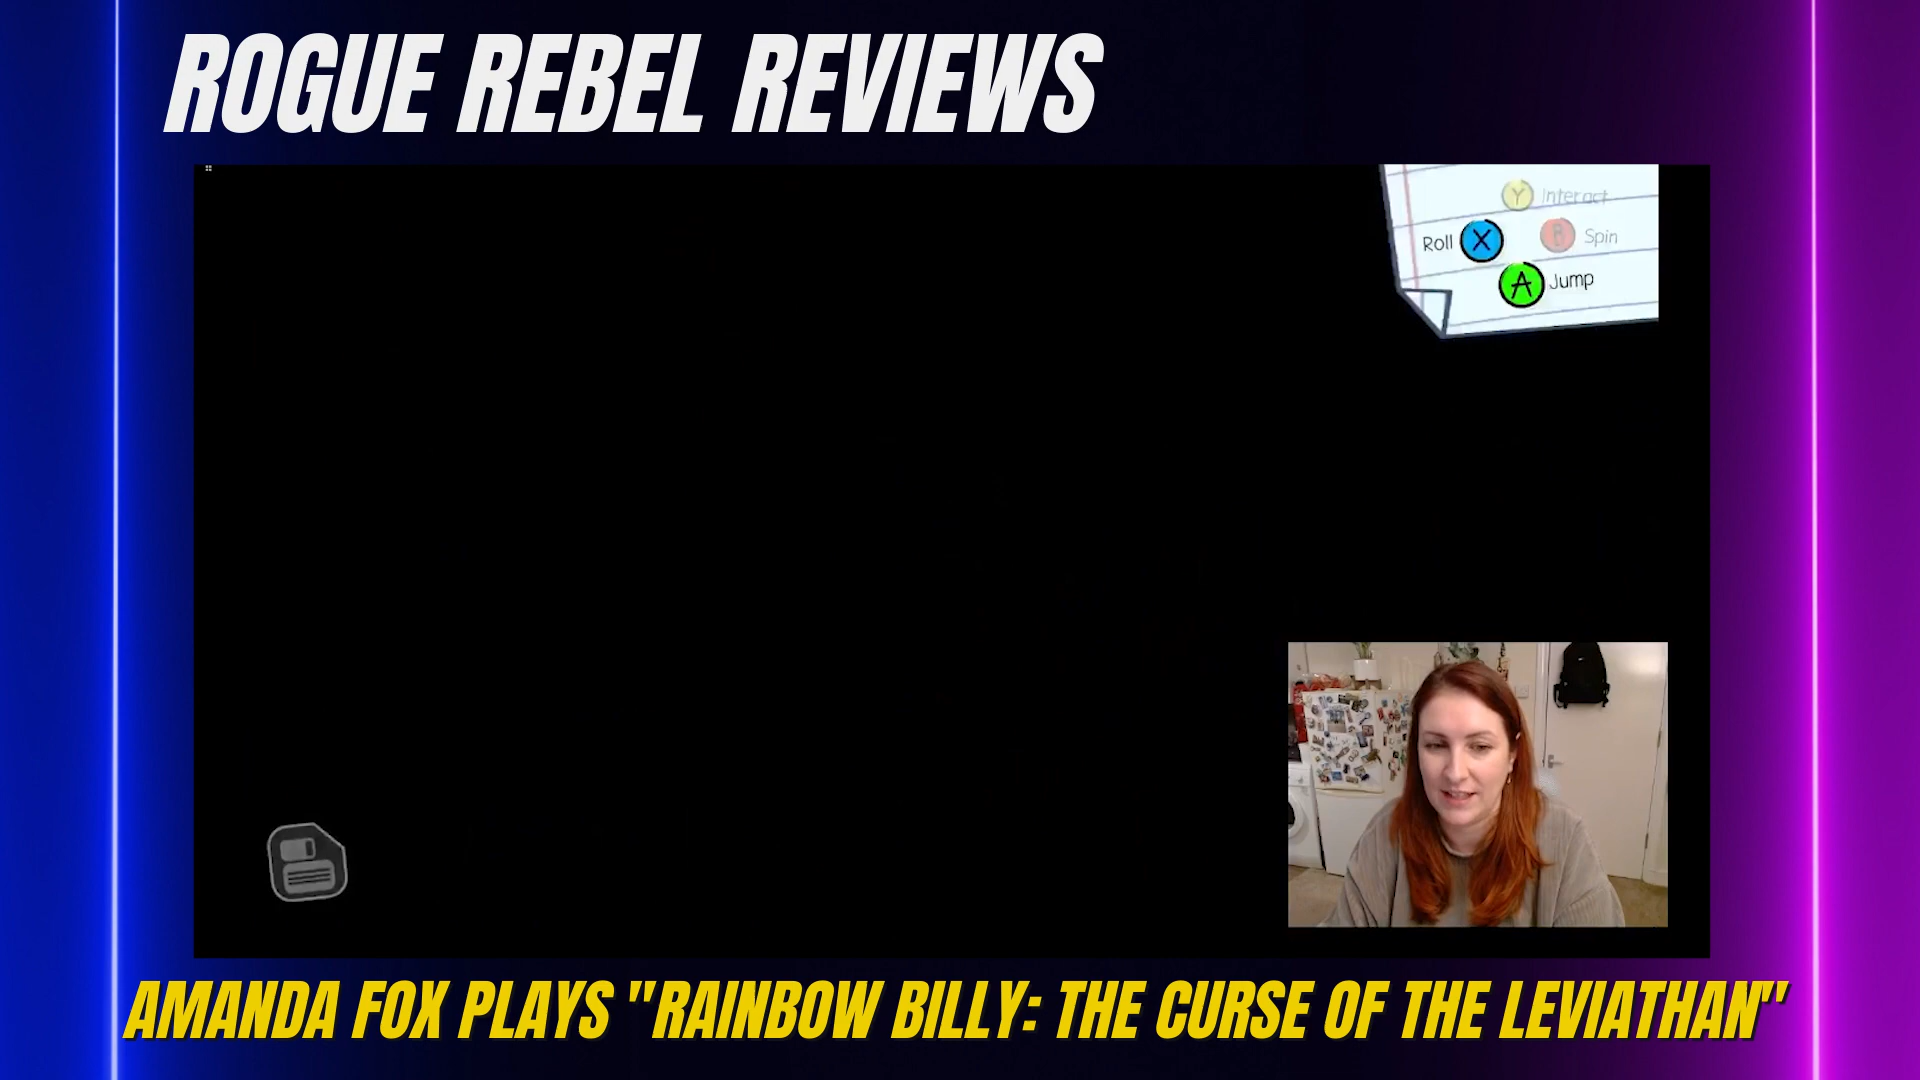 ROGUE REBEL REVIEWS
Y Interact
Roll X B Spin
A Jump
AMANDA FOX PLAYS "RAINBOW BILLY: THE CURSE OF THE LEVIATHAN"